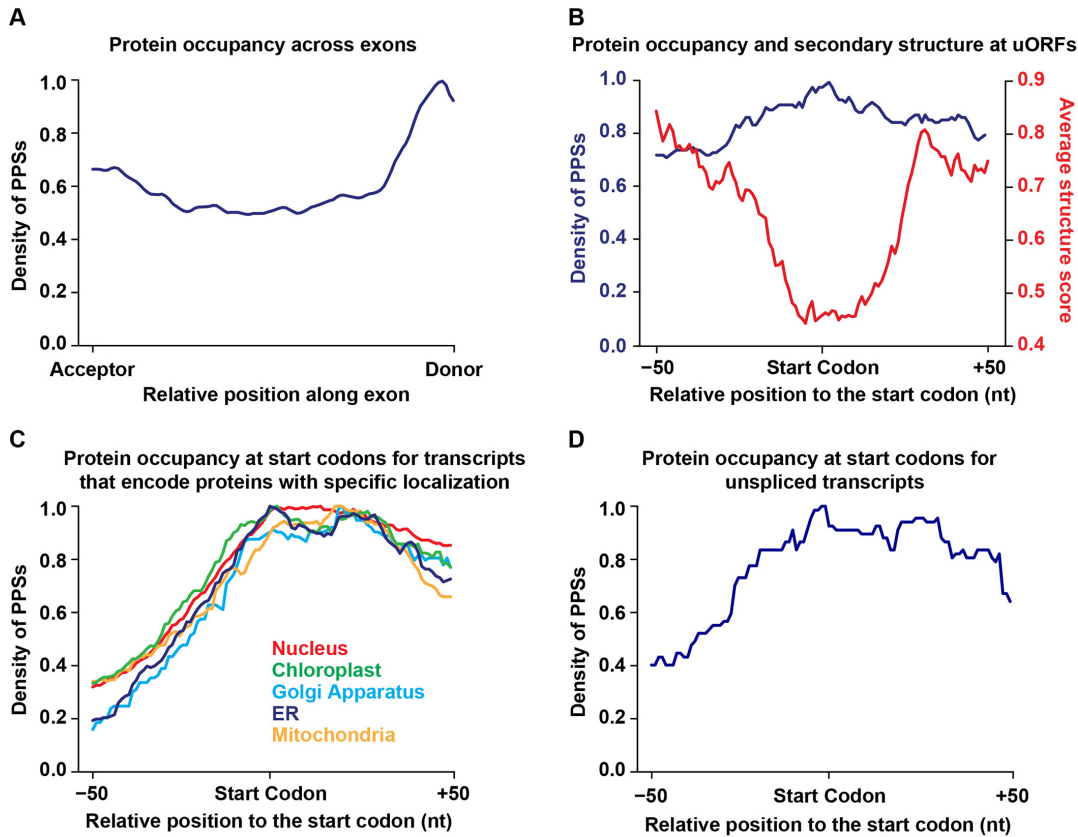 A
Protein occupancy across exons
Density of PPSs
1.0
0.8
0.6
0.4
0.2
0.0
Acceptor
Donor
Relative position along exon
B
Protein occupancy and secondary structure at uORFs
Density of PPSs
1.0
0.8
0.6
0.4
0.2
0.0
0.9
0.8
0.7
0.6
0.5
0.4
Average structure score
−50
Start Codon
+50
Relative position to the start codon (nt)
C
Protein occupancy at start codons for transcripts
that encode proteins with specific localization
Density of PPSs
1.0
0.8
0.6
0.4
0.2
0.0
Nucleus
Chloroplast
Golgi Apparatus
ER
Mitochondria
−50
Start Codon
+50
Relative position to the start codon (nt)
D
Protein occupancy at start codons for
unspliced transcripts
Density of PPSs
1.0
0.8
0.6
0.4
0.2
0.0
−50
Start Codon
+50
Relative position to the start codon (nt)